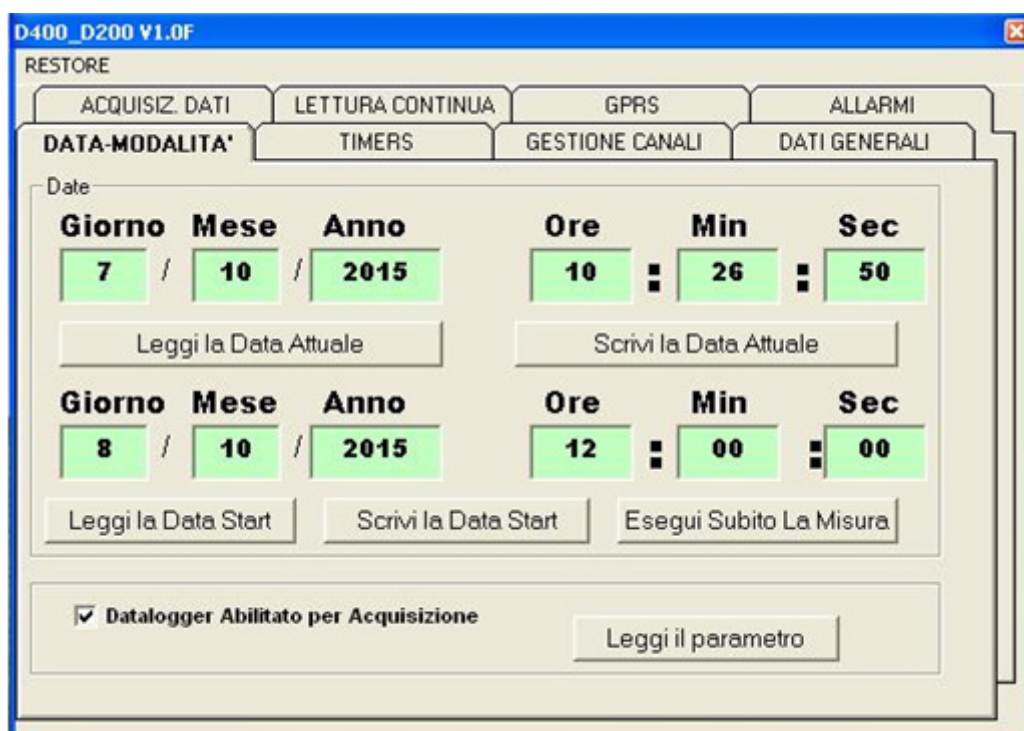 D400_D200 V1.0F
RESTORE
ACQUISIZ. DATI LETTURA CONTINUA GPRS ALLARMI
DATA-MODALITA' TIMERS GESTIONE CANALI DATI GENERALI
Date
Giorno Mese Anno Ore Min Sec
7 / 10 / 2015 10 : 26 : 50
Leggi la Data Attuale Scrivi la Data Attuale
Giorno Mese Anno Ore Min Sec
8 / 10 / 2015 12 : 00 : 00
Leggi la Data Start Scrivi la Data Start Esegui Subito La Misura
Datalogger Abilitato per Acquisizione
Leggi il parametro